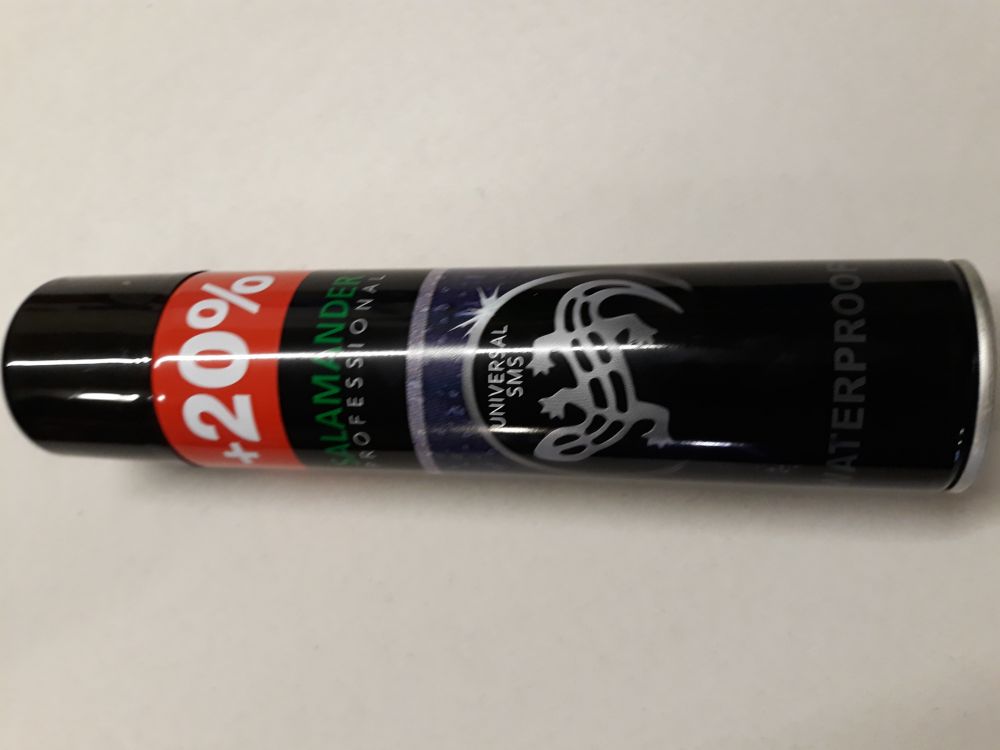 +20%
SALAMANDER
PROFESSIONAL
UNIVERSAL
SMS
WATERPROOF